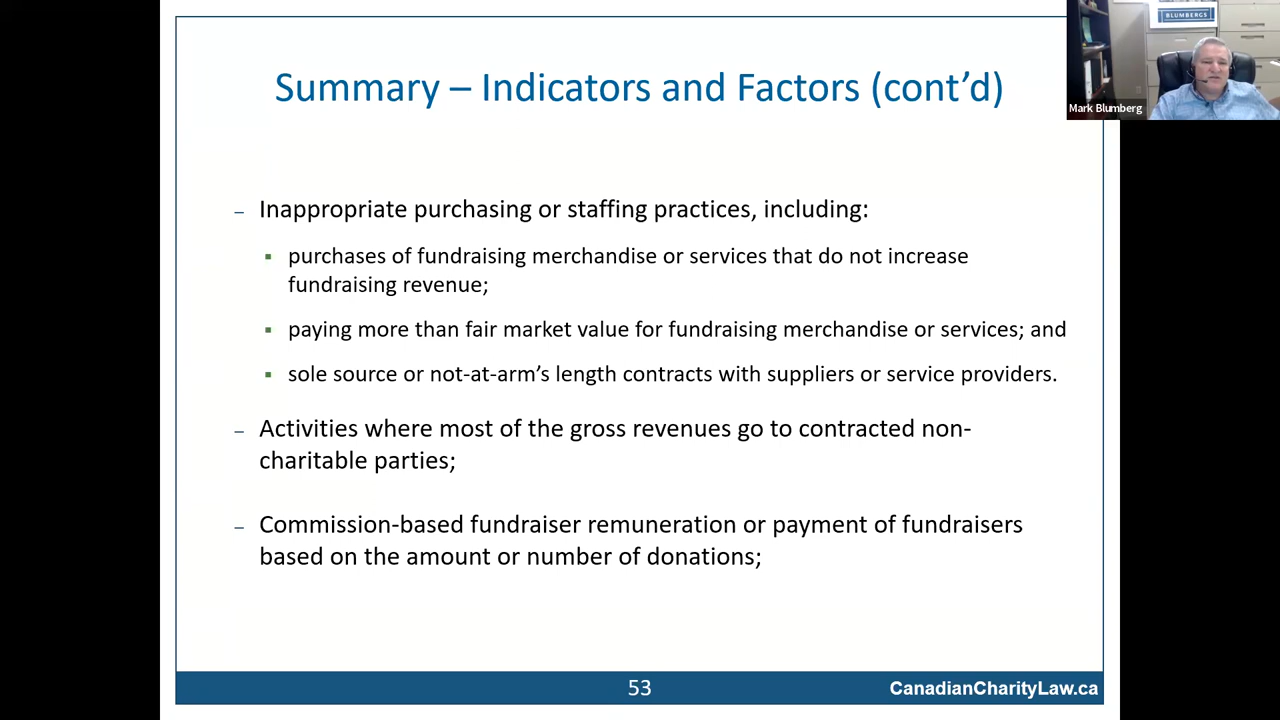 BLUMBERGS
Mark Blumberg
Summary – Indicators and Factors (cont’d)
– Inappropriate purchasing or staffing practices, including:
▪ purchases of fundraising merchandise or services that do not increase
fundraising revenue;
▪ paying more than fair market value for fundraising merchandise or services; and
▪ sole source or not-at-arm’s length contracts with suppliers or service providers.
– Activities where most of the gross revenues go to contracted non-
charitable parties;
– Commission-based fundraiser remuneration or payment of fundraisers
based on the amount or number of donations;
53
CanadianCharityLaw.ca